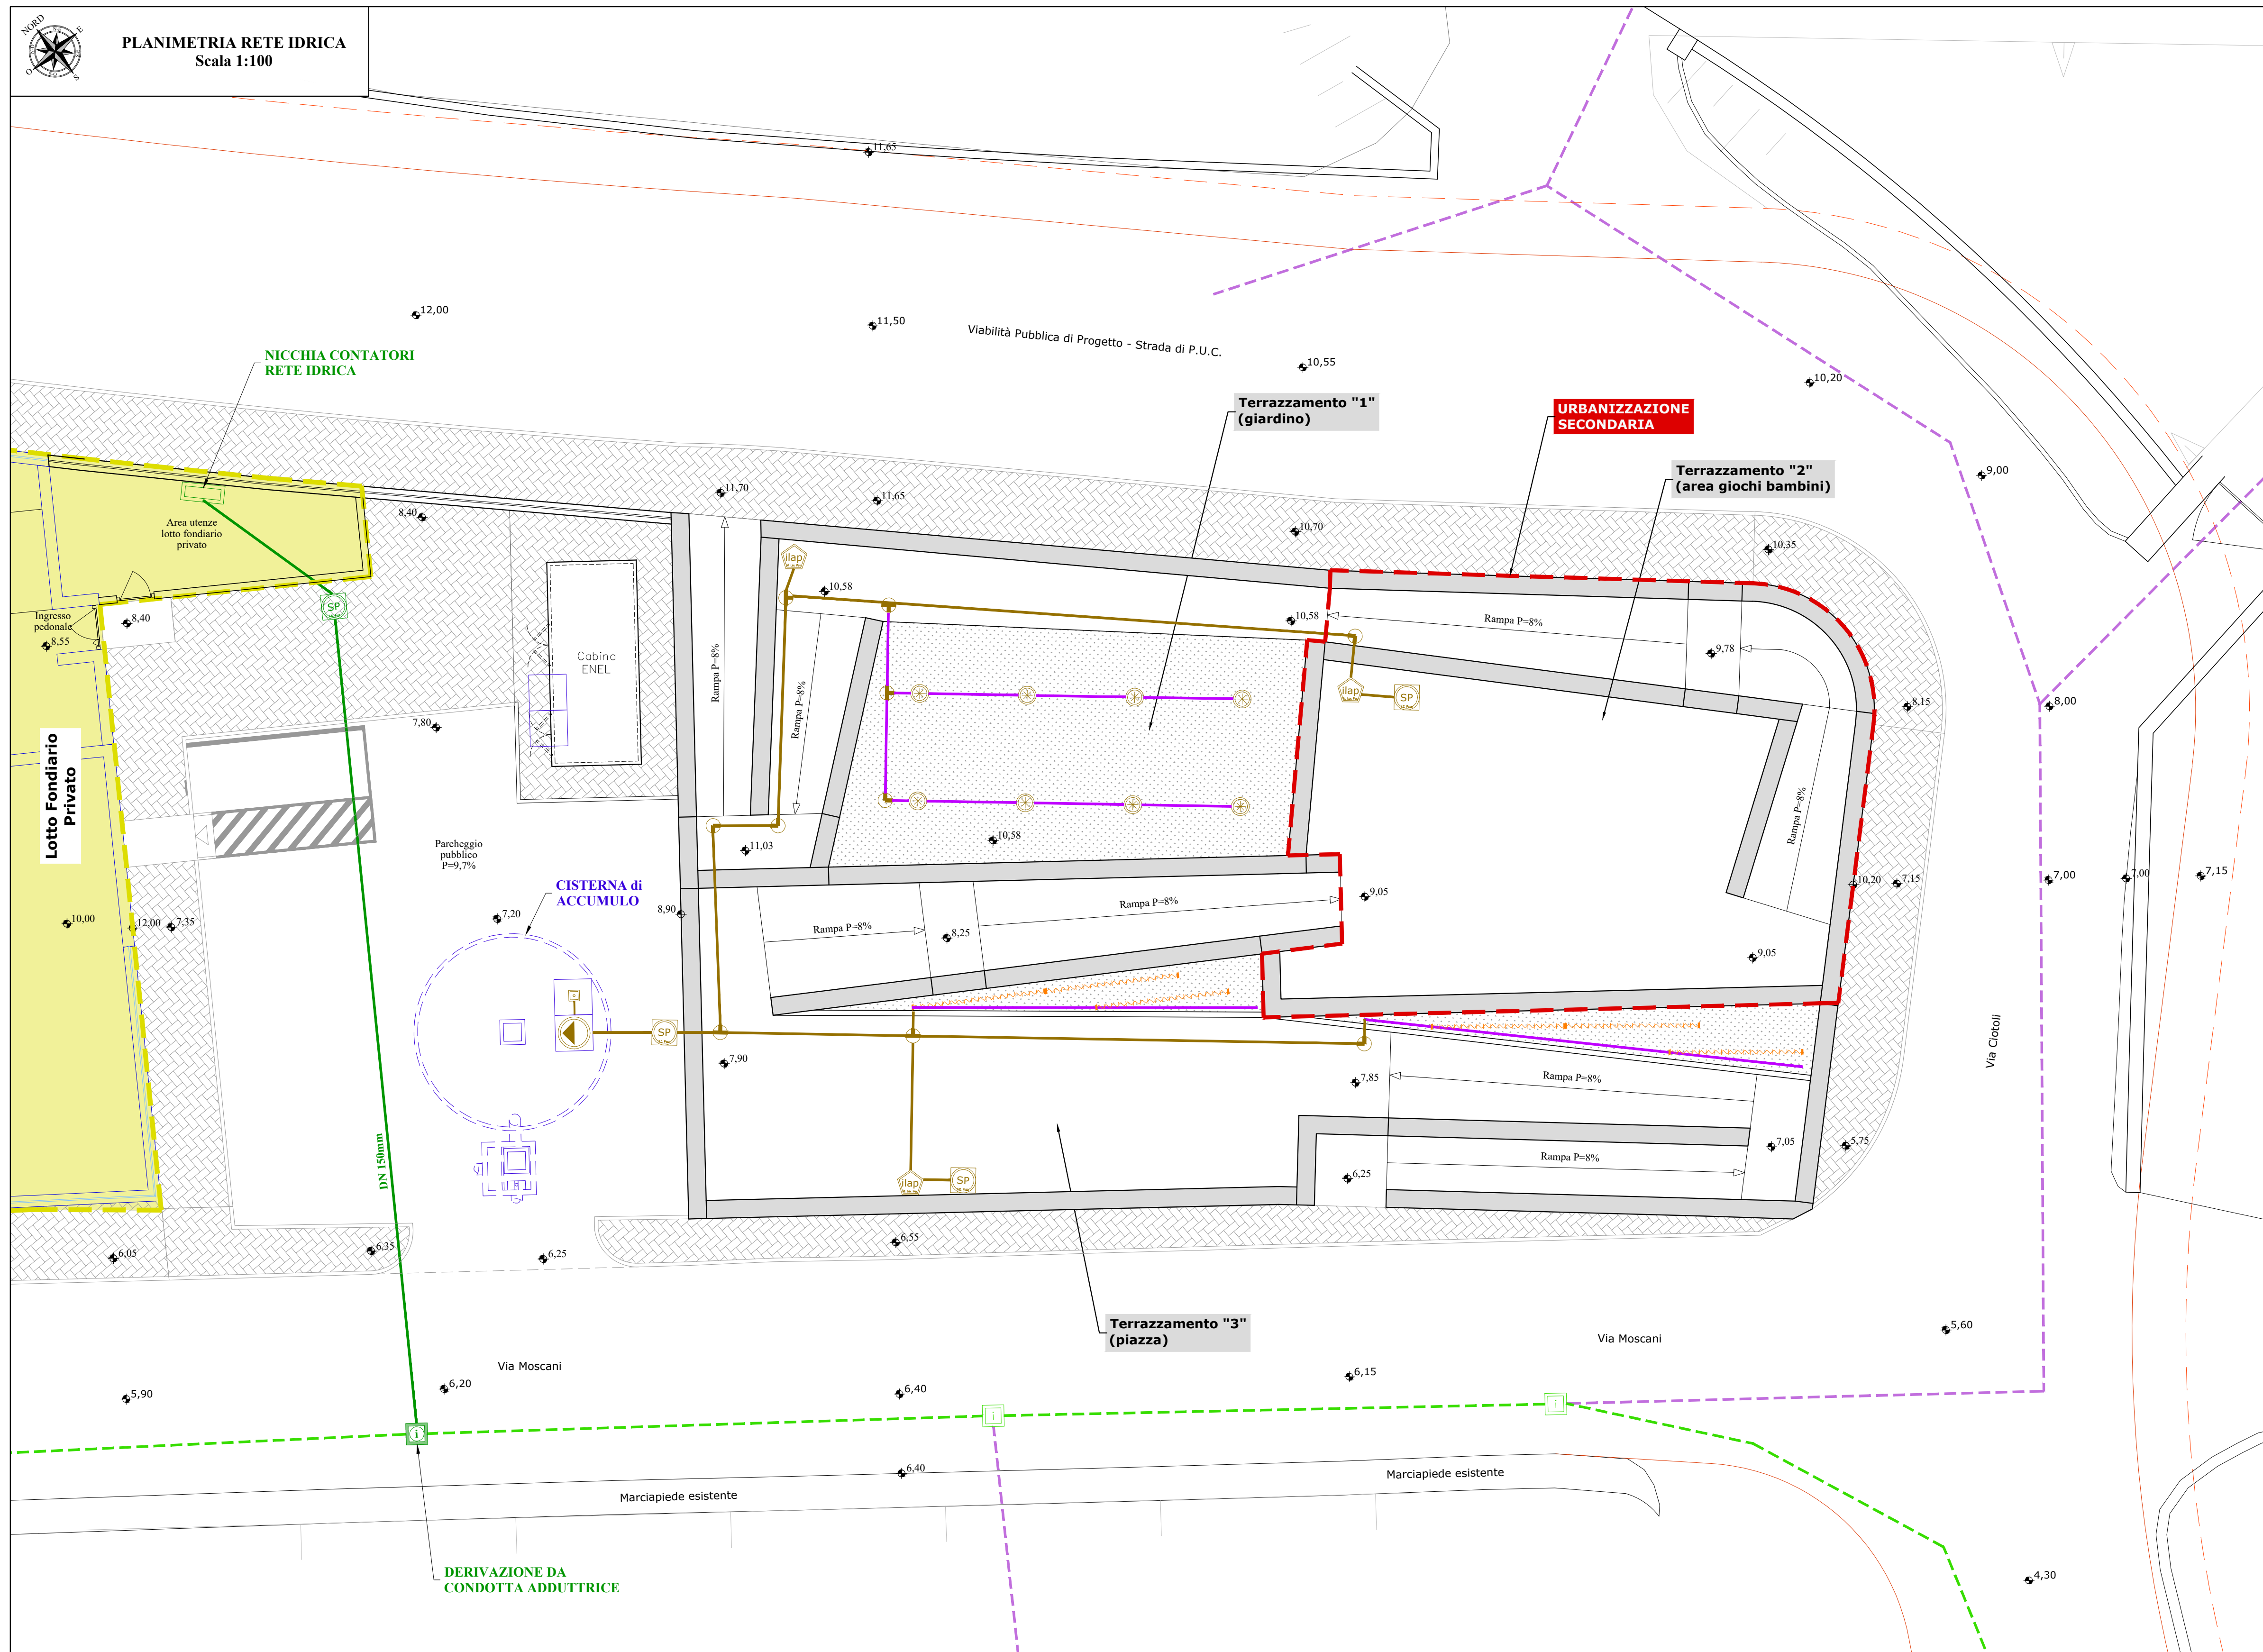 NORD
E
S
O
PLANIMETRIA RETE IDRICA
Scala 1:100
11,65
12,00
11,50
Viabilità Pubblica di Progetto - Strada di P.U.C.
10,55
10,20
NICCHIA CONTATORI
RETE IDRICA
Terrazzamento "1"
(giardino)
URBANIZZAZIONE
SECONDARIA
Terrazzamento "2"
(area giochi bambini)
9,00
8,40
11,70
11,65
10,70
10,35
Area utenze
lotto fondiario
privato
ilap
10,58
10,58
SP
Ingresso
pedonale
8,40
8,55
Cabina
ENEL
Rampa P=8%
Rampa P=8%
Rampa P=8%
9,78
ilap
SP
8,15
8,00
7,80
Lotto Fondiario
Privato
Parcheggio
pubblico
P=9,7%
11,03
10,58
Rampa P=8%
CISTERNA di
ACCUMULO
10,00
12,00
7,35
7,20
8,90
Rampa P=8%
8,25
Rampa P=8%
9,05
10,20
7,15
7,00
7,00
7,15
9,05
SP
7,90
7,85
Rampa P=8%
Via Ciotoli
DN 150mm
ilap
SP
6,25
Rampa P=8%
7,05
5,75
6,05
6,35
6,25
6,55
Terrazzamento "3"
(piazza)
Via Moscani
Via Moscani
5,60
5,90
6,20
6,40
6,15
i
i
i
6,40
Marciapiede esistente
Marciapiede esistente
DERIVAZIONE DA
CONDOTTA ADDUTTRICE
4,30